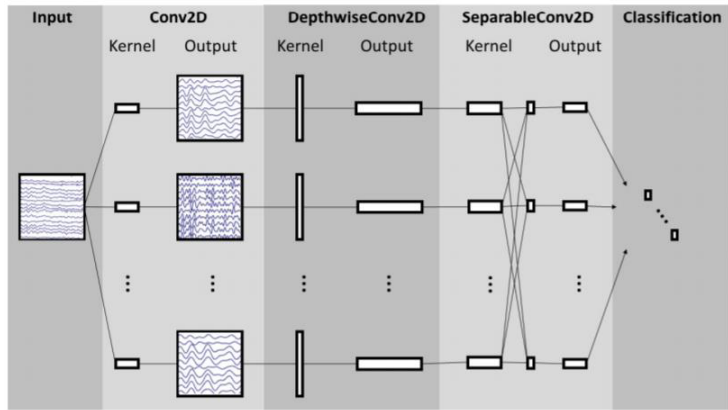 Input Conv2D DepthwiseConv2D SeparableConv2D Classification
Kernel Output Kernel Output Kernel Output